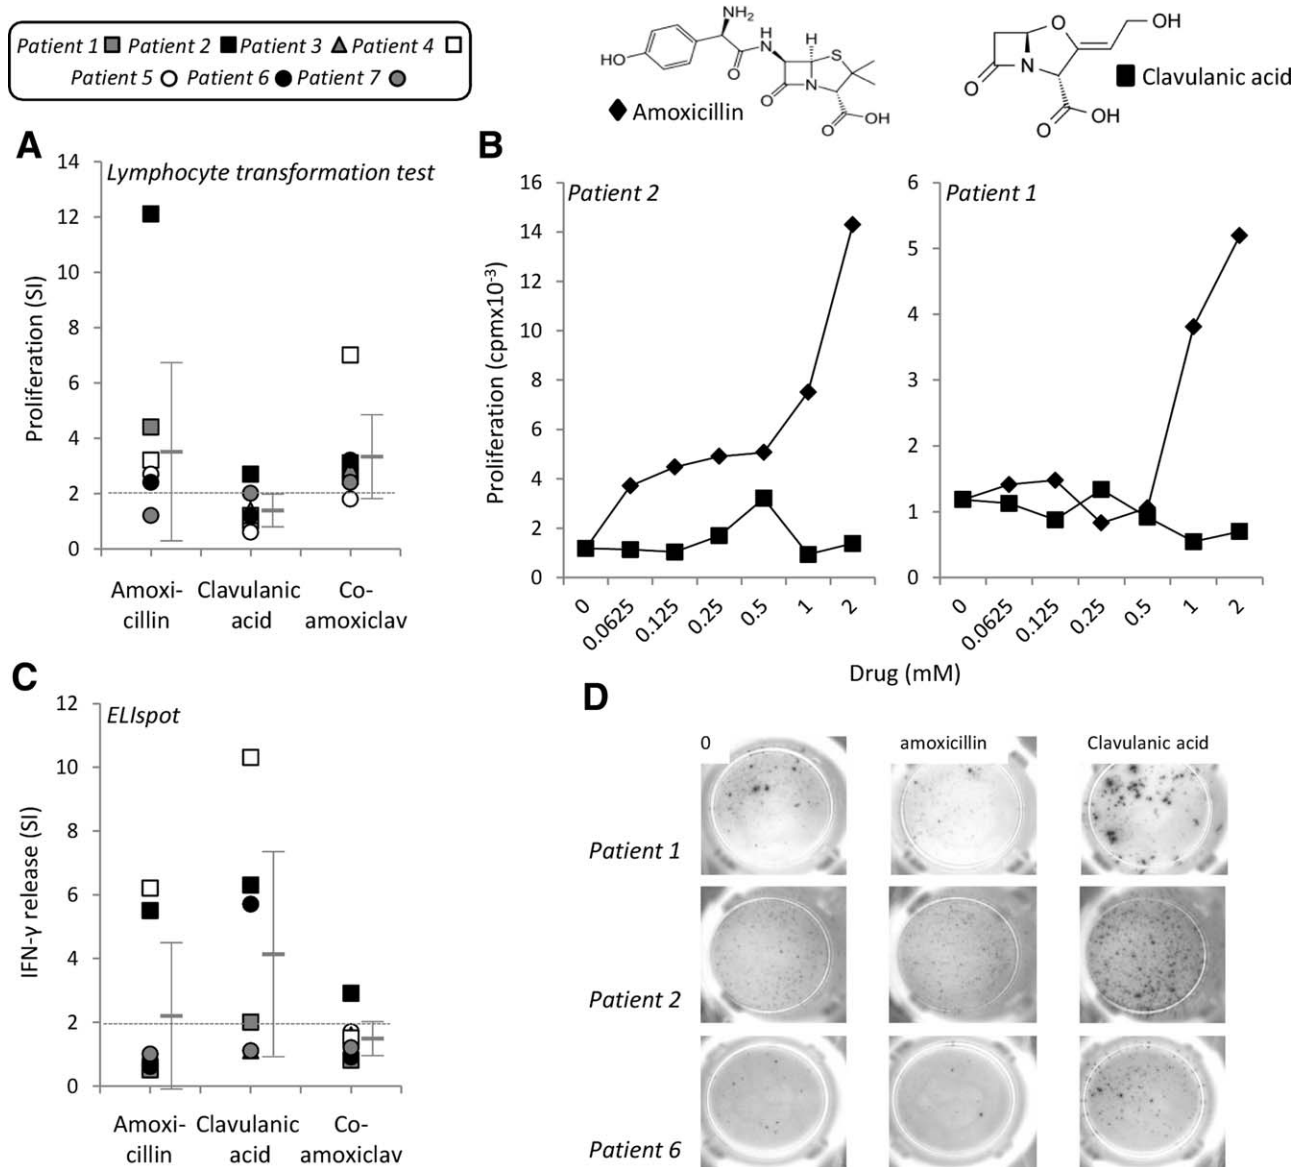 Patient 1 Patient 2 Patient 3 Patient 4
Patient 5 Patient 6 Patient 7
NH2
HO
O
H
N
H
S
N
O
O
OH
Amoxicillin
O
OH
N
O
O
OH
Clavulanic acid
A
Lymphocyte transformation test
Proliferation (SI)
14
12
10
8
6
4
2
0
Amoxi-
cillin
Clavulanic
acid
Co-
amoxiclav
B
Patient 2
Proliferation (cpmx10-3)
16
14
12
10
8
6
4
2
0
0 0.0625 0.125 0.25 0.5 1 2
Patient 1
6
5
4
3
2
1
0
0 0.0625 0.125 0.25 0.5 1 2
Drug (mM)
C
ELIspot
IFN-γ release (SI)
12
10
8
6
4
2
0
Amoxi-
cillin
Clavulanic
acid
Co-
amoxiclav
D
0 amoxicillin Clavulanic acid
Patient 1
Patient 2
Patient 6